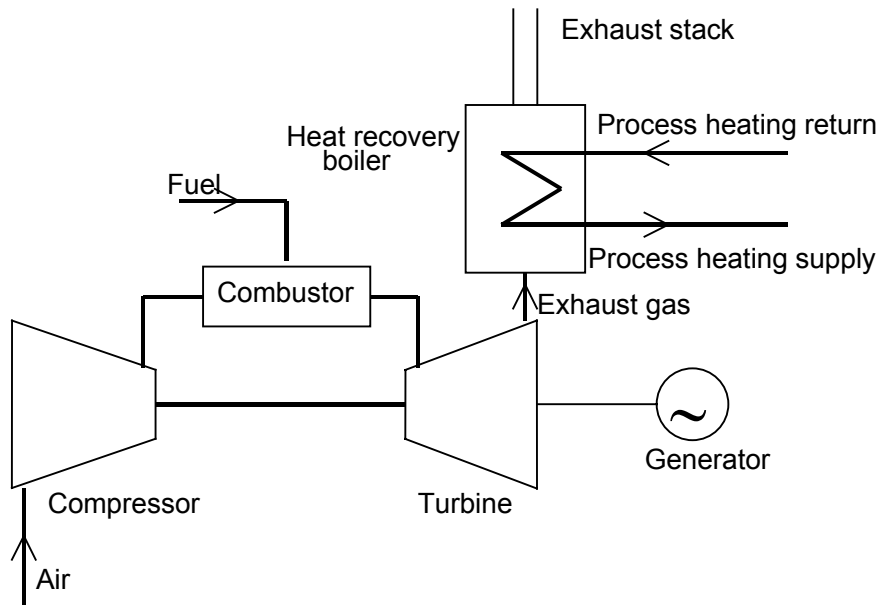 Exhaust stack
Process heating return
Heat recovery
boiler
Fuel
Process heating supply
Combustor
Exhaust gas
~
Generator
Compressor
Turbine
Air